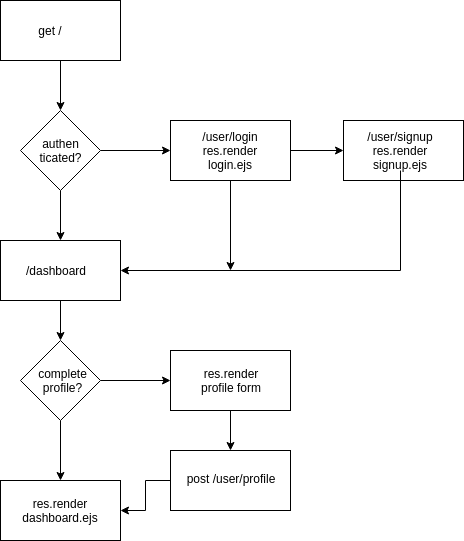 get /
authen
ticated?
/user/login
res.render
login.ejs
/user/signup
res.render
signup.ejs
/dashboard
complete
profile?
res.render
profile form
post /user/profile
res.render
dashboard.ejs